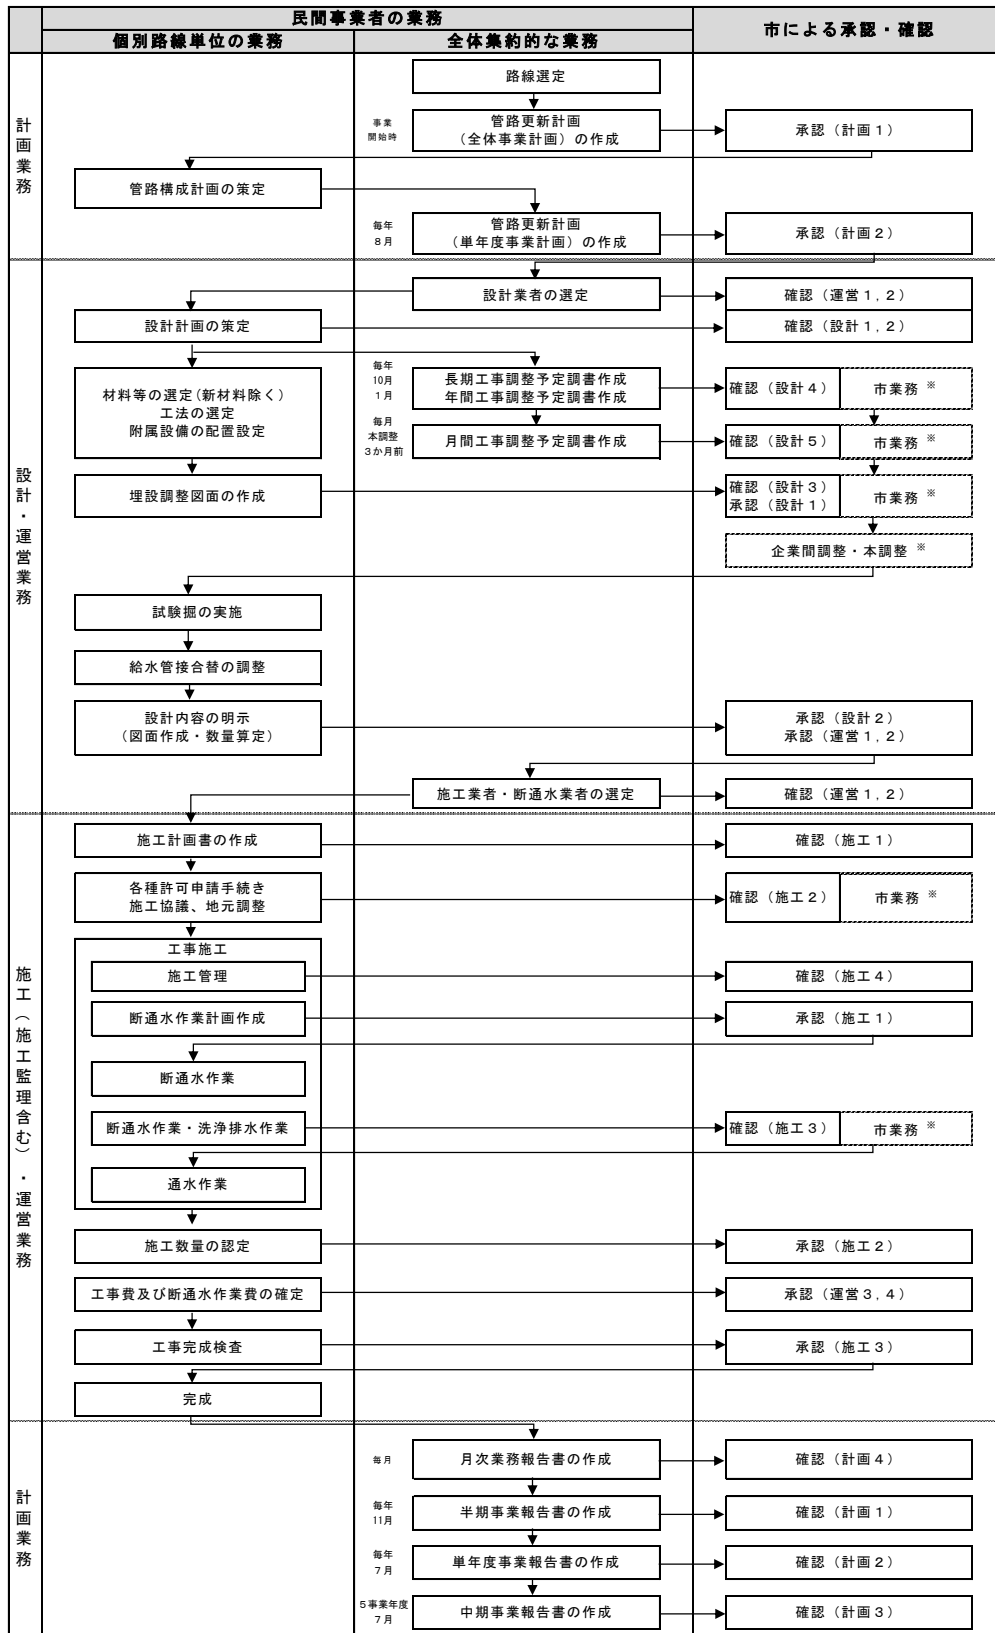 民間事業者の業務
個別路線単位の業務
全体集約的な業務
市による承認・確認
計画業務
路線選定
事業
開始時
管路更新計画
（全体事業計画）の作成
承認（計画１）
管路構成計画の策定
毎年
８月
管路更新計画
（単年度事業計画）の作成
承認（計画２）
設計・運営業務
設計業者の選定
確認（運営１,２）
設計計画の策定
確認（設計１,２）
材料等の選定(新材料除く)
工法の選定
附属設備の配置設定
毎年
10月
１月
長期工事調整予定調書作成
年間工事調整予定調書作成
確認（設計４）
市業務 ※
毎月
本調整
３か月前
月間工事調整予定調書作成
確認（設計５）
市業務 ※
埋設調整図面の作成
確認（設計３）
承認（設計１）
市業務 ※
企業間調整・本調整 ※
試験掘の実施
給水管接合替の調整
設計内容の明示
（図面作成・数量算定）
承認（設計２）
承認（運営１,２）
施工業者・断通水業者の選定
確認（運営１,２）
施工（施工監理含む）・運営業務
施工計画書の作成
確認（施工１）
各種許可申請手続き
施工協議、地元調整
確認（施工２）
市業務 ※
工事施工
施工管理
確認（施工４）
断通水作業計画作成
承認（施工１）
断通水作業
断通水作業・洗浄排水作業
確認（施工３）
市業務 ※
通水作業
施工数量の認定
承認（施工２）
工事費及び断通水作業費の確定
承認（運営３,４）
工事完成検査
承認（施工３）
完成
計画業務
毎月
月次業務報告書の作成
確認（計画４）
毎年
11月
半期事業報告書の作成
確認（計画１）
毎年
７月
単年度事業報告書の作成
確認（計画２）
５事業年度
７月
中期事業報告書の作成
確認（計画３）